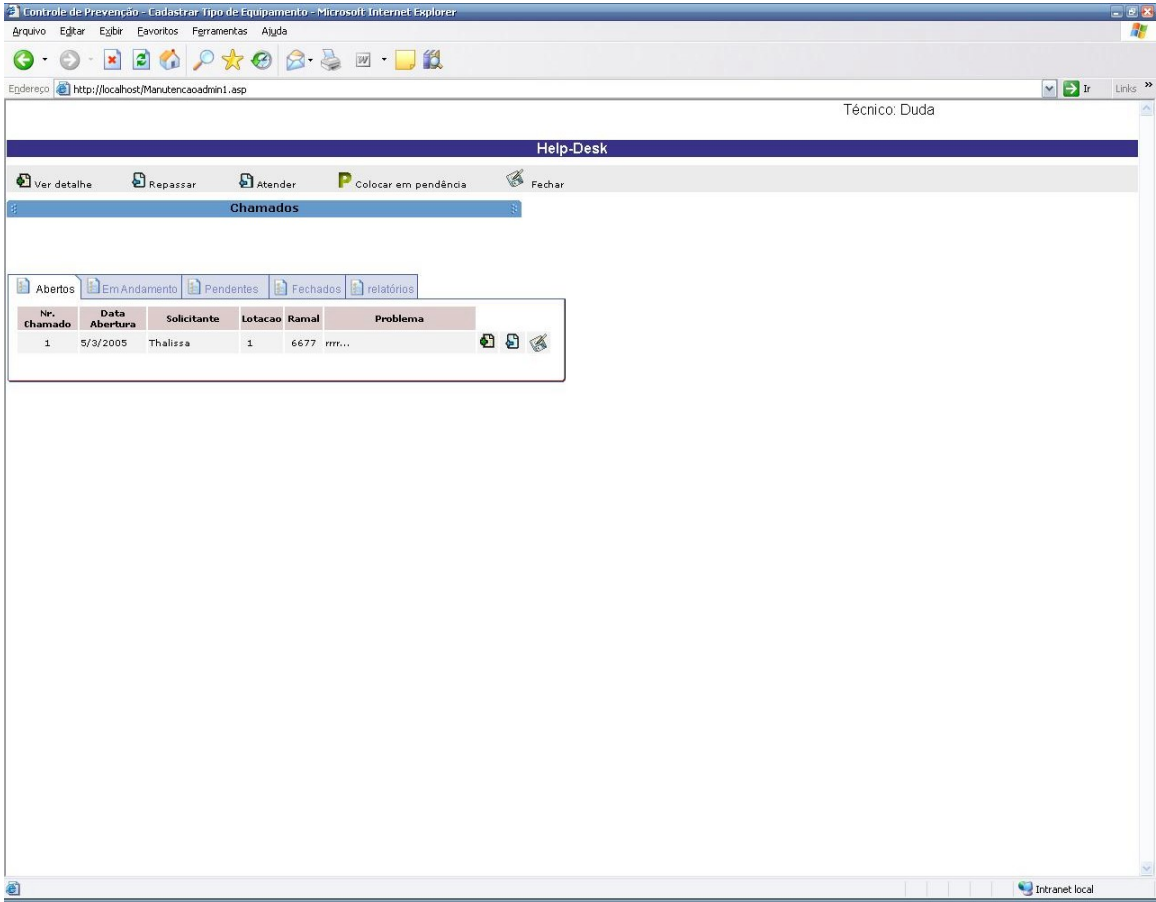 Controle de Prevenção - Cadastrar Tipo de Equipamento - Microsoft Internet Explorer
Arquivo Editar Exibir Favoritos Ferramentas Ajuda
Endereço http://localhost/Manutencaoadmin1.asp Ir Links »
Técnico: Duda
Help-Desk
Ver detalhe Repassar Atender P Colocar em pendência Fechar
Chamados
Abertos Em Andamento Pendentes Fechados relatórios
Nr. Chamado Data Abertura Solicitante Lotacao Ramal Problema
1 5/3/2005 Thalissa 1 6677 rrrr...
Intranet local